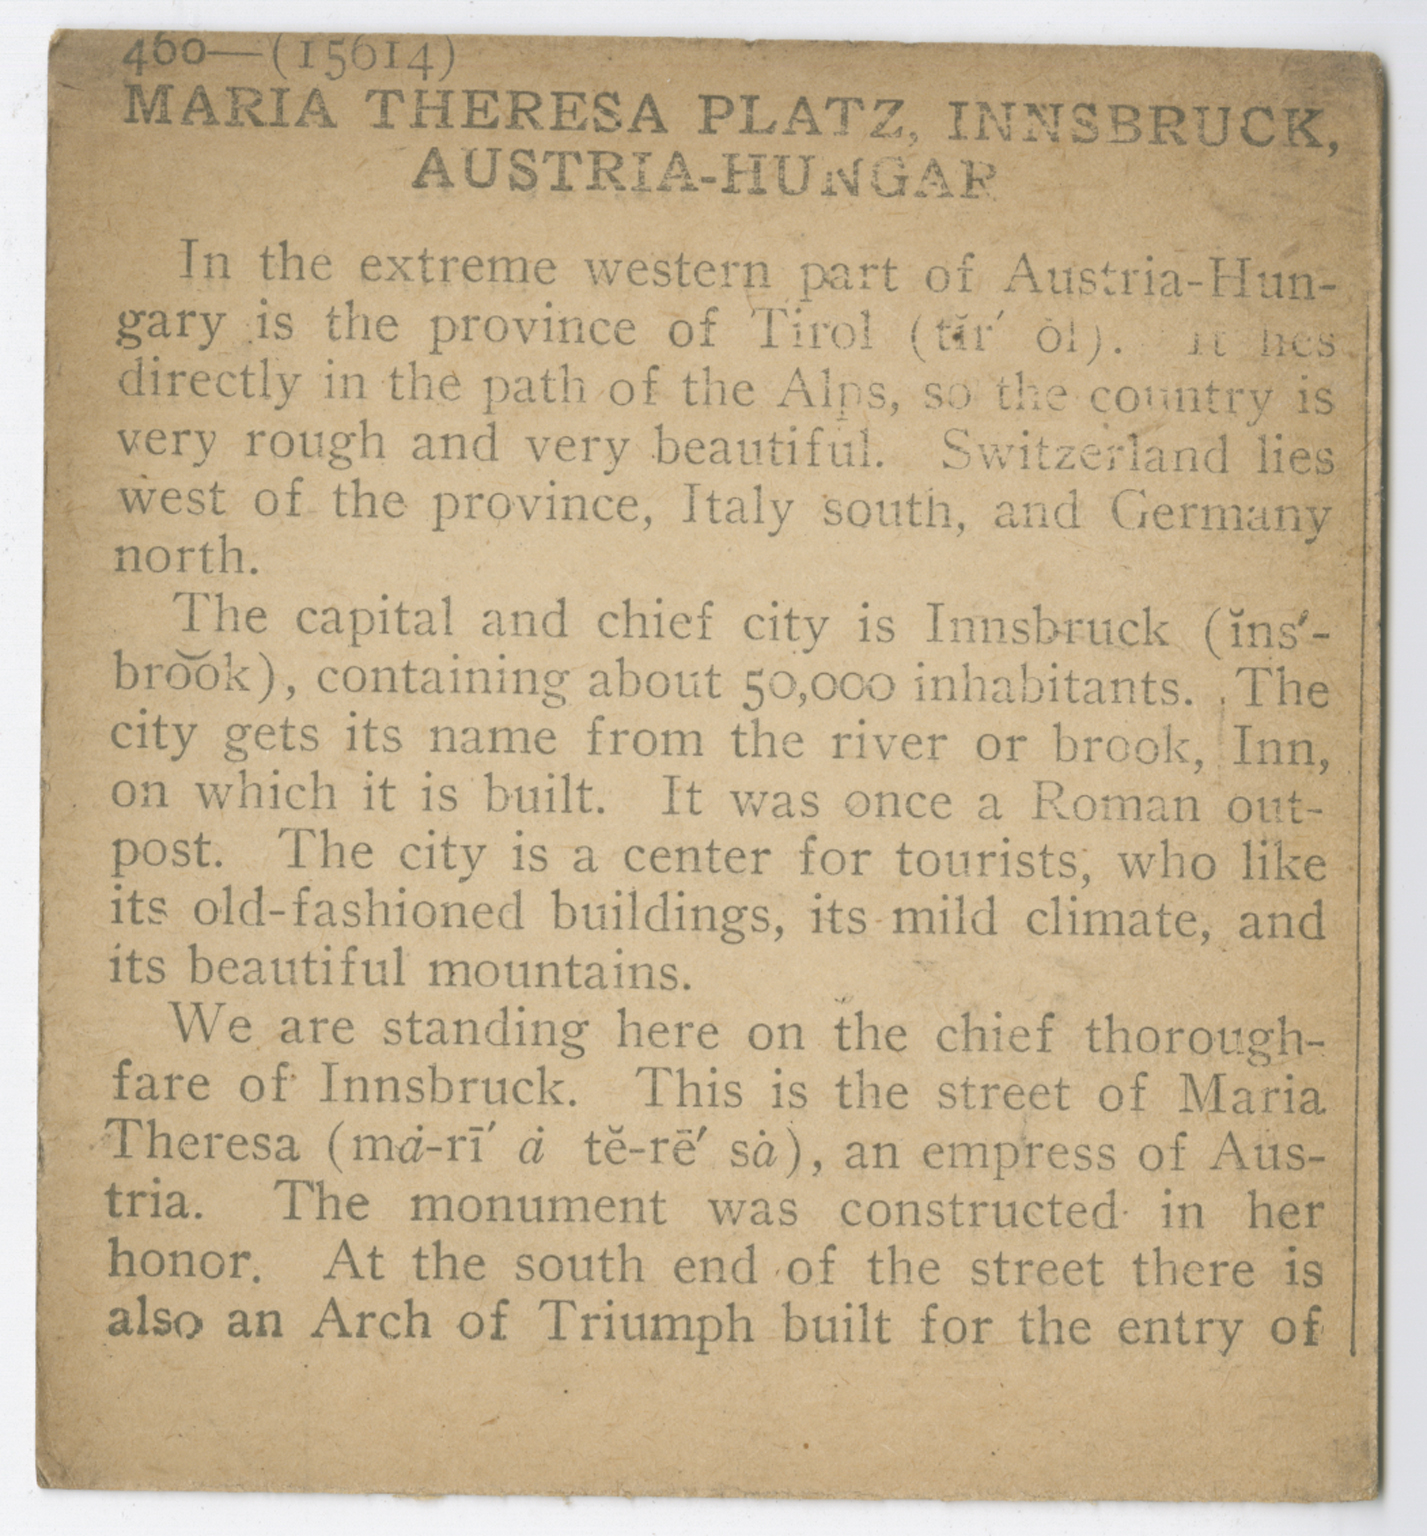 460—(15614)
MARIA THERESA PLATZ, INNSBRUCK,
AUSTRIA-HUNGAR
In the extreme western part of Austria-Hun-
gary is the province of Tirol (tĭr′ ŏl). It lies
directly in the path of the Alps, so the country is
very rough and very beautiful. Switzerland lies
west of the province, Italy south, and Germany
north.
The capital and chief city is Innsbruck (ĭns′-
bro͝ok), containing about 50,000 inhabitants. The
city gets its name from the river or brook, Inn,
on which it is built. It was once a Roman out-
post. The city is a center for tourists, who like
its old-fashioned buildings, its mild climate, and
its beautiful mountains.
We are standing here on the chief thorough-
fare of Innsbruck. This is the street of Maria
Theresa (mȧ-rī′ ȧ tĕ-rē′ sȧ), an empress of Aus-
tria. The monument was constructed in her
honor. At the south end of the street there is
also an Arch of Triumph built for the entry of